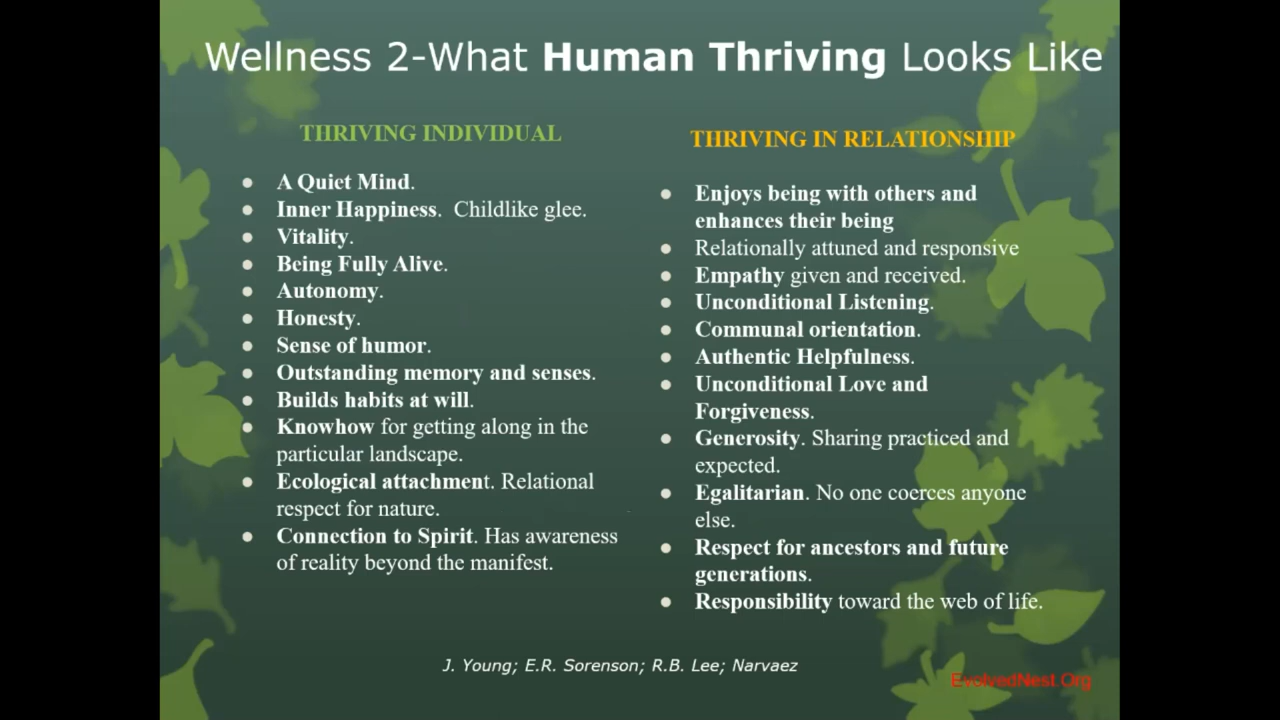 Wellness 2-What Human Thriving Looks Like
THRIVING INDIVIDUAL
● A Quiet Mind.
● Inner Happiness. Childlike glee.
● Vitality.
● Being Fully Alive.
● Autonomy.
● Honesty.
● Sense of humor.
● Outstanding memory and senses.
● Builds habits at will.
● Knowhow for getting along in the
particular landscape.
● Ecological attachment. Relational
respect for nature.
● Connection to Spirit. Has awareness
of reality beyond the manifest.
THRIVING IN RELATIONSHIP
● Enjoys being with others and
enhances their being
● Relationally attuned and responsive
● Empathy given and received.
● Unconditional Listening.
● Communal orientation.
● Authentic Helpfulness.
● Unconditional Love and
Forgiveness.
● Generosity. Sharing practiced and
expected.
● Egalitarian. No one coerces anyone
else.
● Respect for ancestors and future
generations.
● Responsibility toward the web of life.
J. Young; E.R. Sorenson; R.B. Lee; Narvaez
EvolvedNest.Org